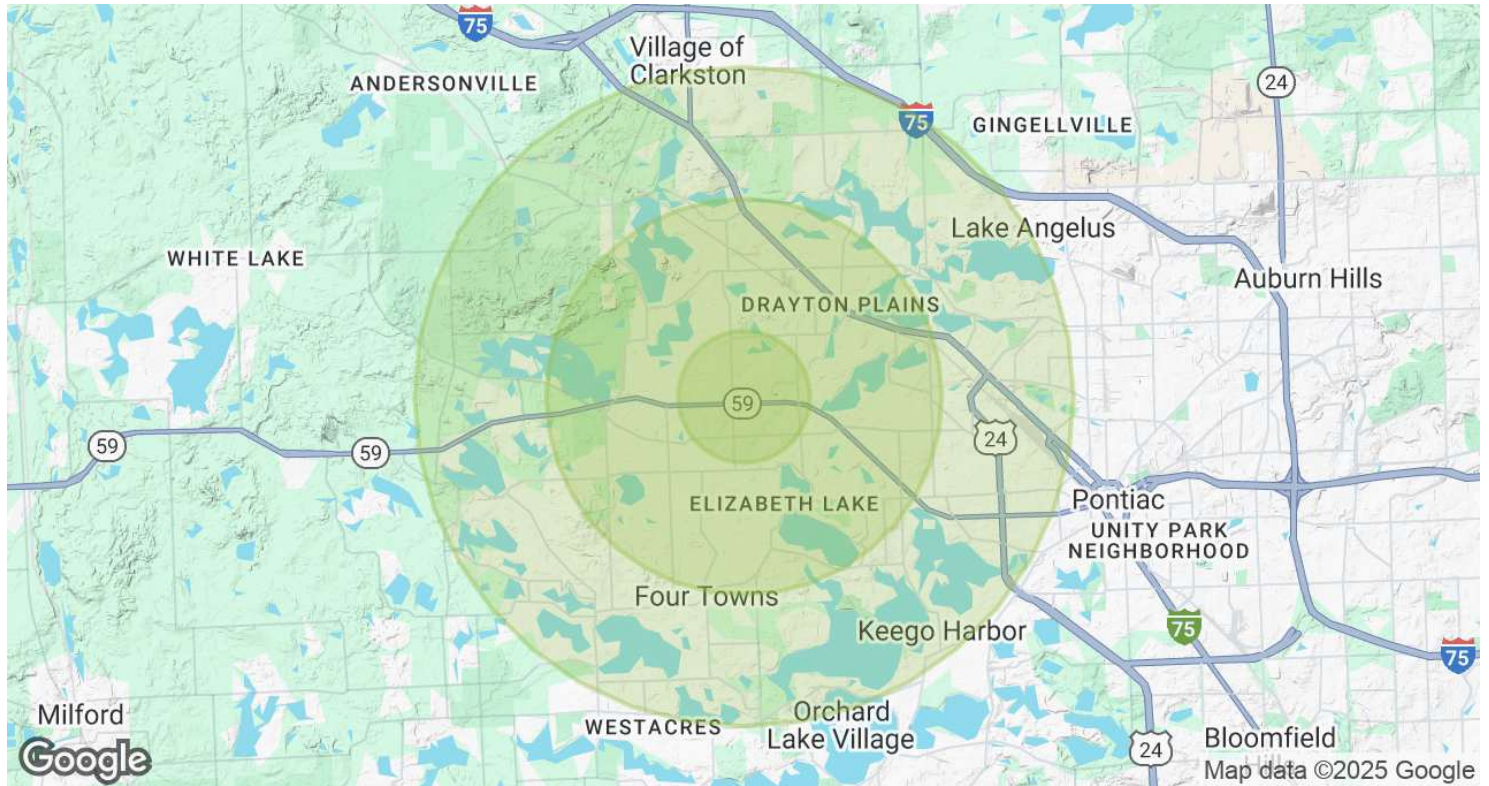 75
Village of
Clarkston
ANDERSONVILLE
24
75
GINGELLVILLE
Lake Angelus
WHITE LAKE
Auburn Hills
DRAYTON PLAINS
59
59
59
24
ELIZABETH LAKE
Pontiac
UNITY PARK
NEIGHBORHOOD
Four Towns
Keego Harbor
75
75
Milford
WESTACRES
Orchard
Lake Village
24
Bloomfield
Hills
Google
Map data ©2025 Google